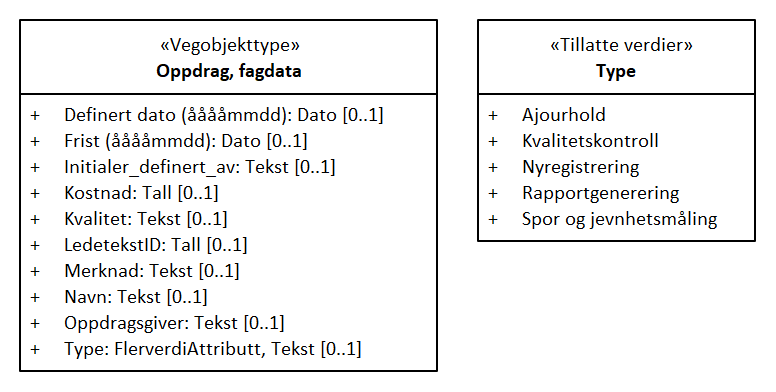 «Vegobjekttype»
Oppdrag, fagdata
+ Definert dato (ååååmmdd): Dato [0..1]
+ Frist (ååååmmdd): Dato [0..1]
+ Initialer_definert_av: Tekst [0..1]
+ Kostnad: Tall [0..1]
+ Kvalitet: Tekst [0..1]
+ LedetekstID: Tall [0..1]
+ Merknad: Tekst [0..1]
+ Navn: Tekst [0..1]
+ Oppdragsgiver: Tekst [0..1]
+ Type: FlerverdiAttributt, Tekst [0..1]
«Tillatte verdier»
Type
+ Ajourhold
+ Kvalitetskontroll
+ Nyregistrering
+ Rapportgenerering
+ Spor og jevnhetsmåling